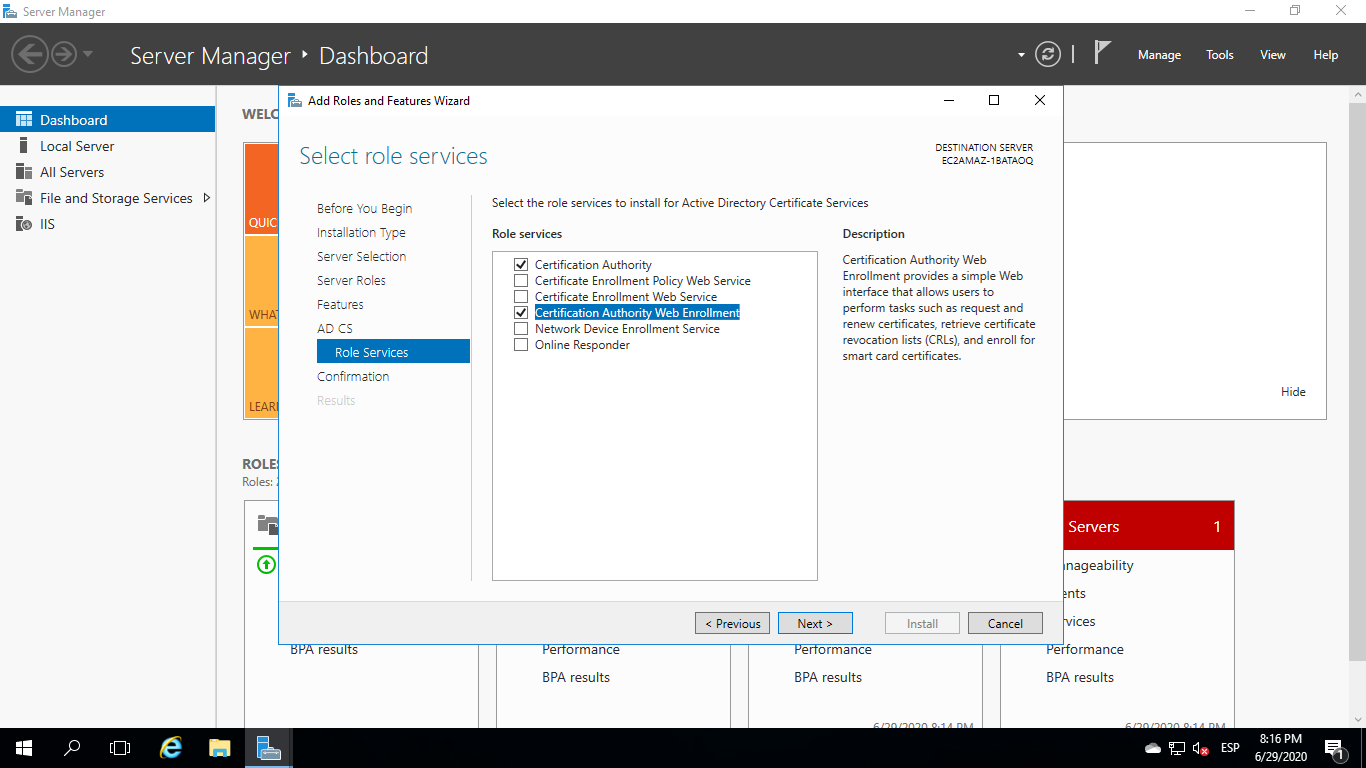 Server Manager
Server Manager ‣ Dashboard
Manage
Tools
View
Help
Dashboard
Local Server
All Servers
File and Storage Services
IIS
WELC
QUIC
WHAT
LEARN
Hide
Add Roles and Features Wizard
Select role services
DESTINATION SERVER
EC2AMAZ-1BATAOQ
Before You Begin
Installation Type
Server Selection
Server Roles
Features
AD CS
Role Services
Confirmation
Results
Select the role services to install for Active Directory Certificate Services
Role services
Certification Authority
Certificate Enrollment Policy Web Service
Certificate Enrollment Web Service
Certification Authority Web Enrollment
Network Device Enrollment Service
Online Responder
Description
Certification Authority Web
Enrollment provides a simple Web
interface that allows users to
perform tasks such as request and
renew certificates, retrieve certificate
revocation lists (CRLs), and enroll for
smart card certificates.
< Previous
Next >
Install
Cancel
ROLES
Roles:
Servers
1
nageability
ents
rvices
BPA results
Performance
BPA results
Performance
BPA results
6/29/2020 8:14 PM
Performance
BPA results
6/29/2020 8:14 PM
ESP
8:16 PM
6/29/2020
1